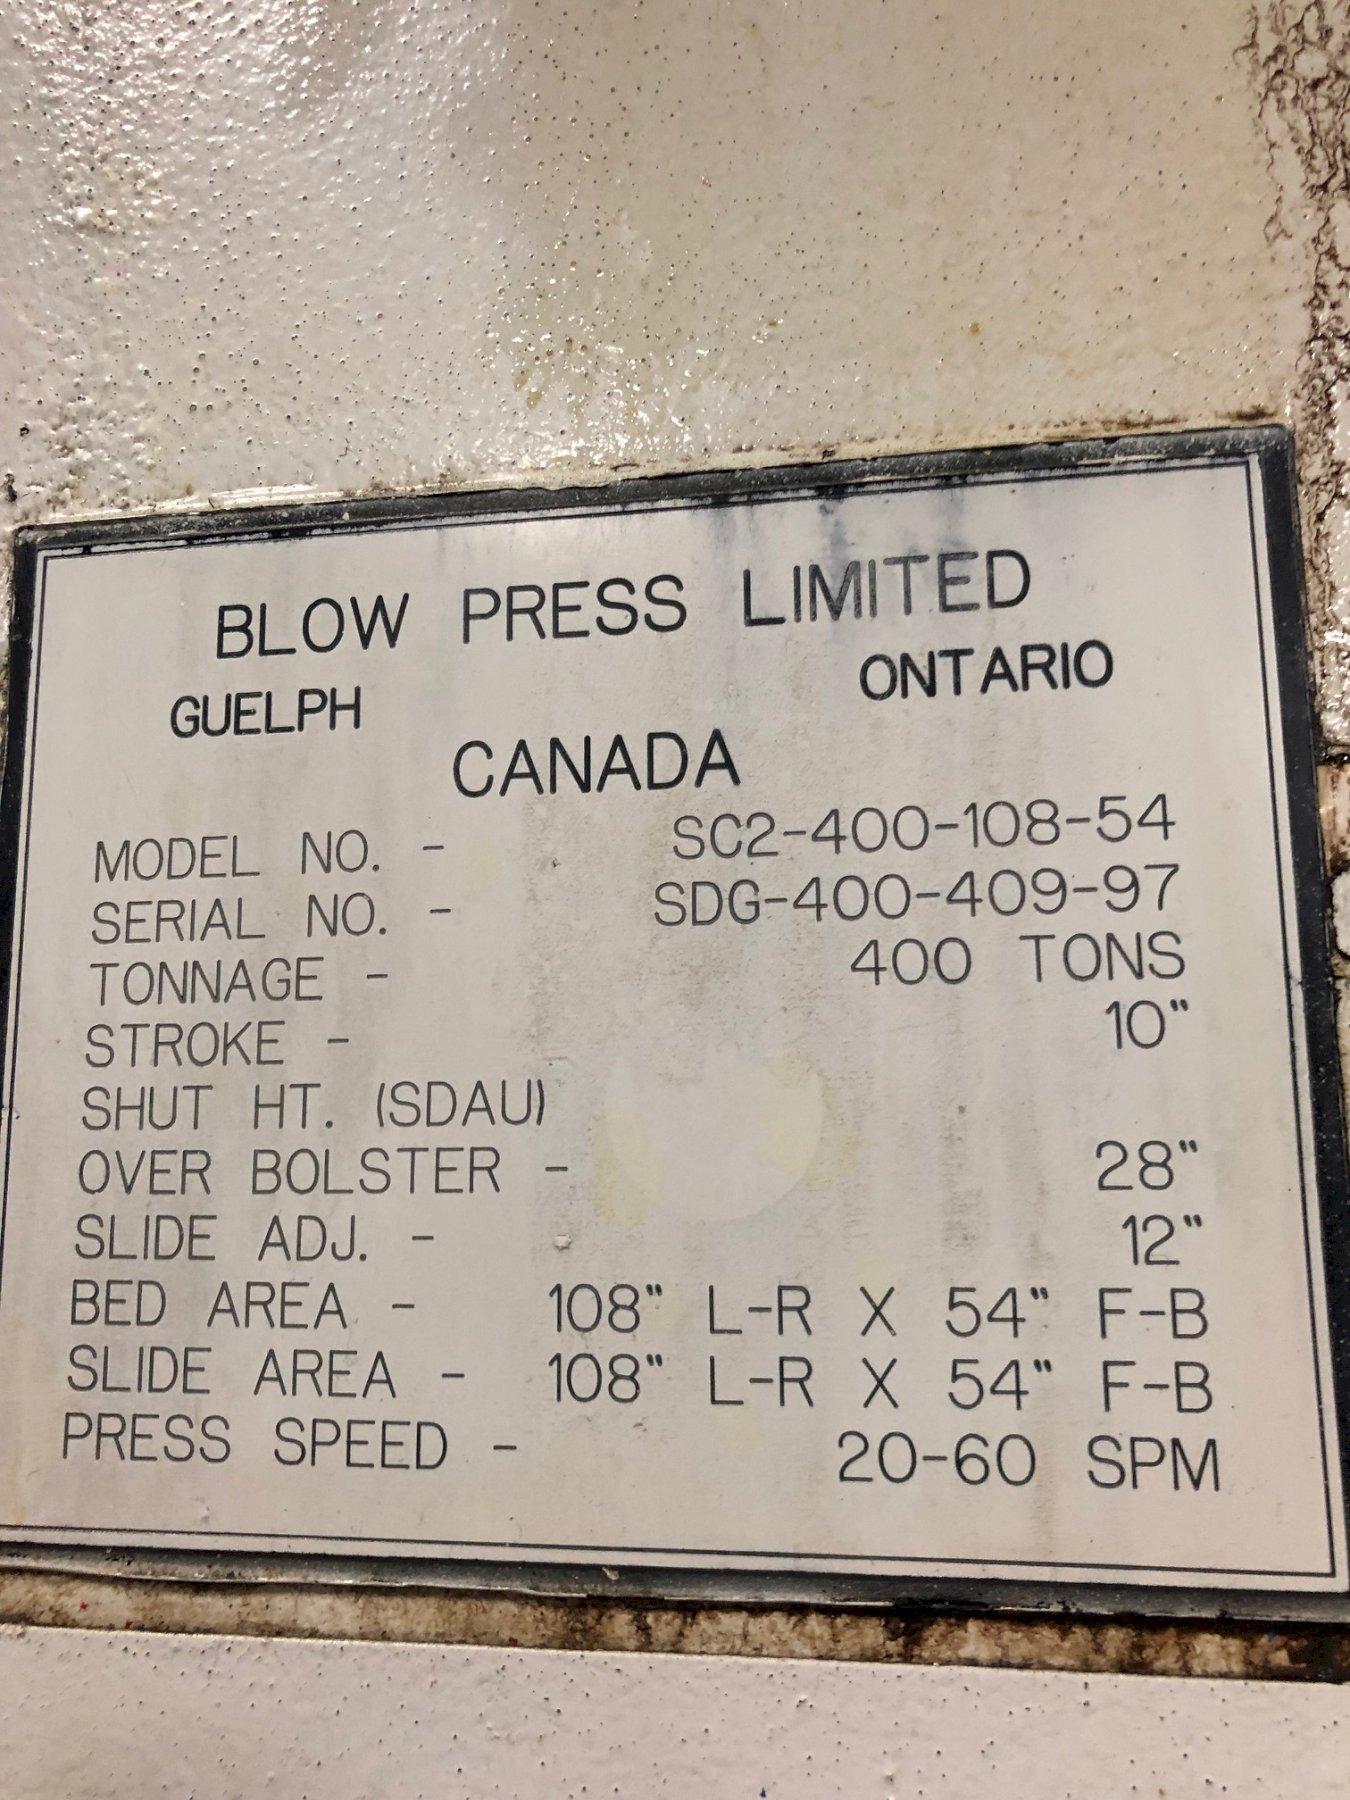 BLOW PRESS LIMITED
GUELPH ONTARIO
CANADA
MODEL NO. - SC2-400-108-54
SERIAL NO. - SDG-400-409-97
TONNAGE - 400 TONS
STROKE - 10"
SHUT HT. (SDAU)
OVER BOLSTER - 28"
SLIDE ADJ. - 12"
BED AREA - 108" L-R X 54" F-B
SLIDE AREA - 108" L-R X 54" F-B
PRESS SPEED - 20-60 SPM